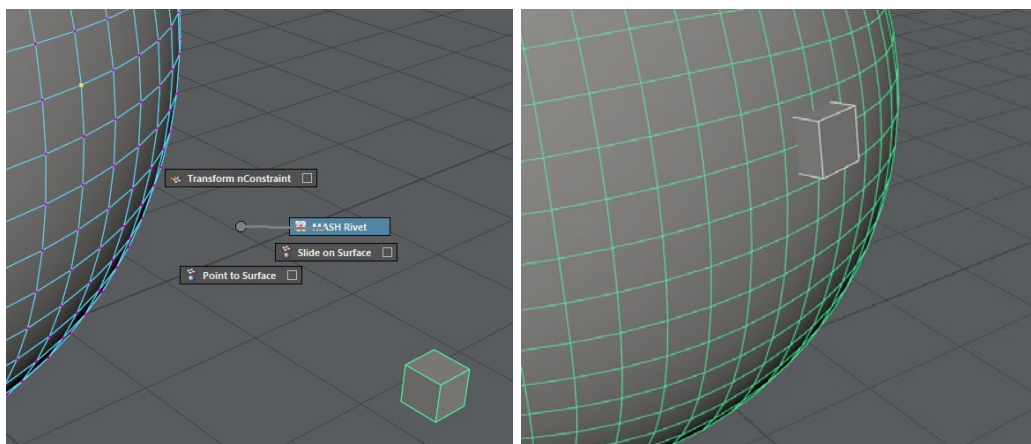 Transform nConstraint
MASH Rivet
Slide on Surface
Point to Surface